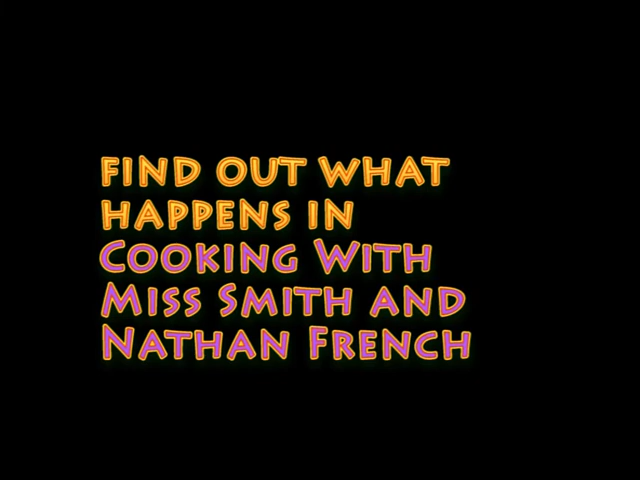 FIND OUT WHAT
HAPPENS IN
COOKING WITH
MISS SMITH AND
NATHAN FRENCH